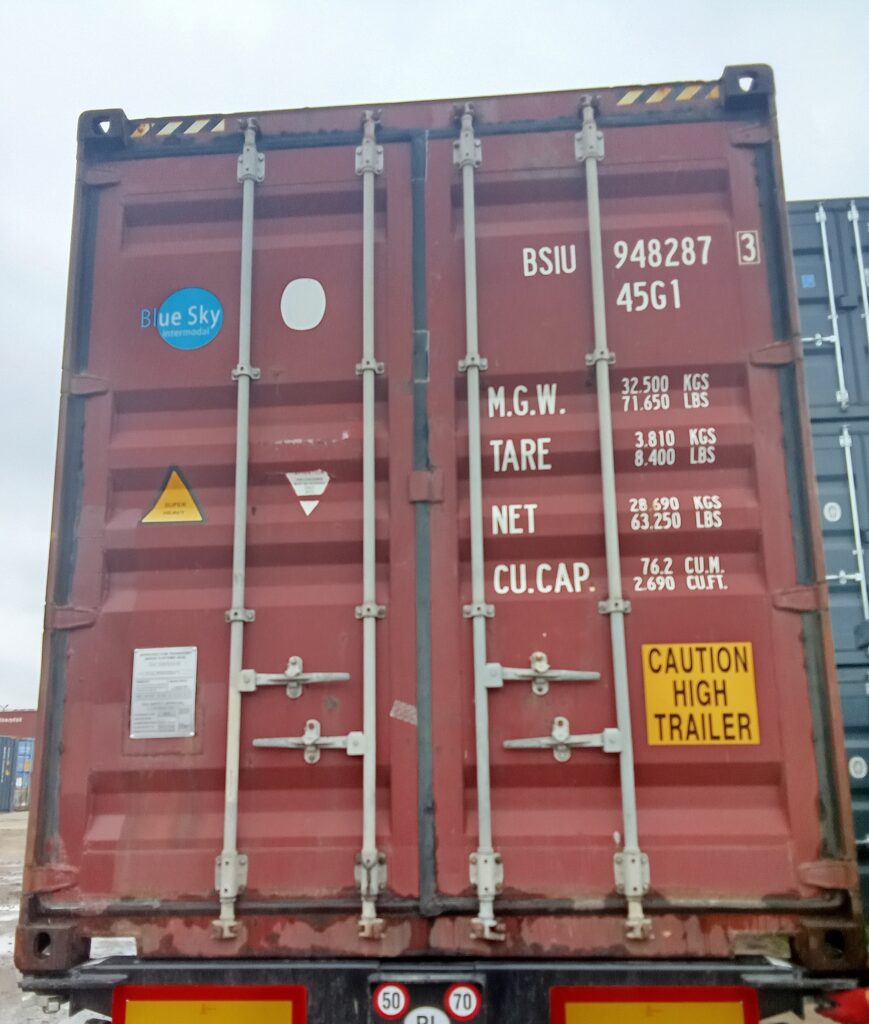 BSIU 948287 3
45G1
Blue Sky
Intermodal
M.G.W. 32.500 KGS
71.650 LBS
TARE 3.810 KGS
8.400 LBS
NET 28.690 KGS
63.250 LBS
CU.CAP. 76.2 CU.M.
2.690 CU.FT.
SUPER
HEAVY
CAUTION
HIGH
TRAILER
50
70